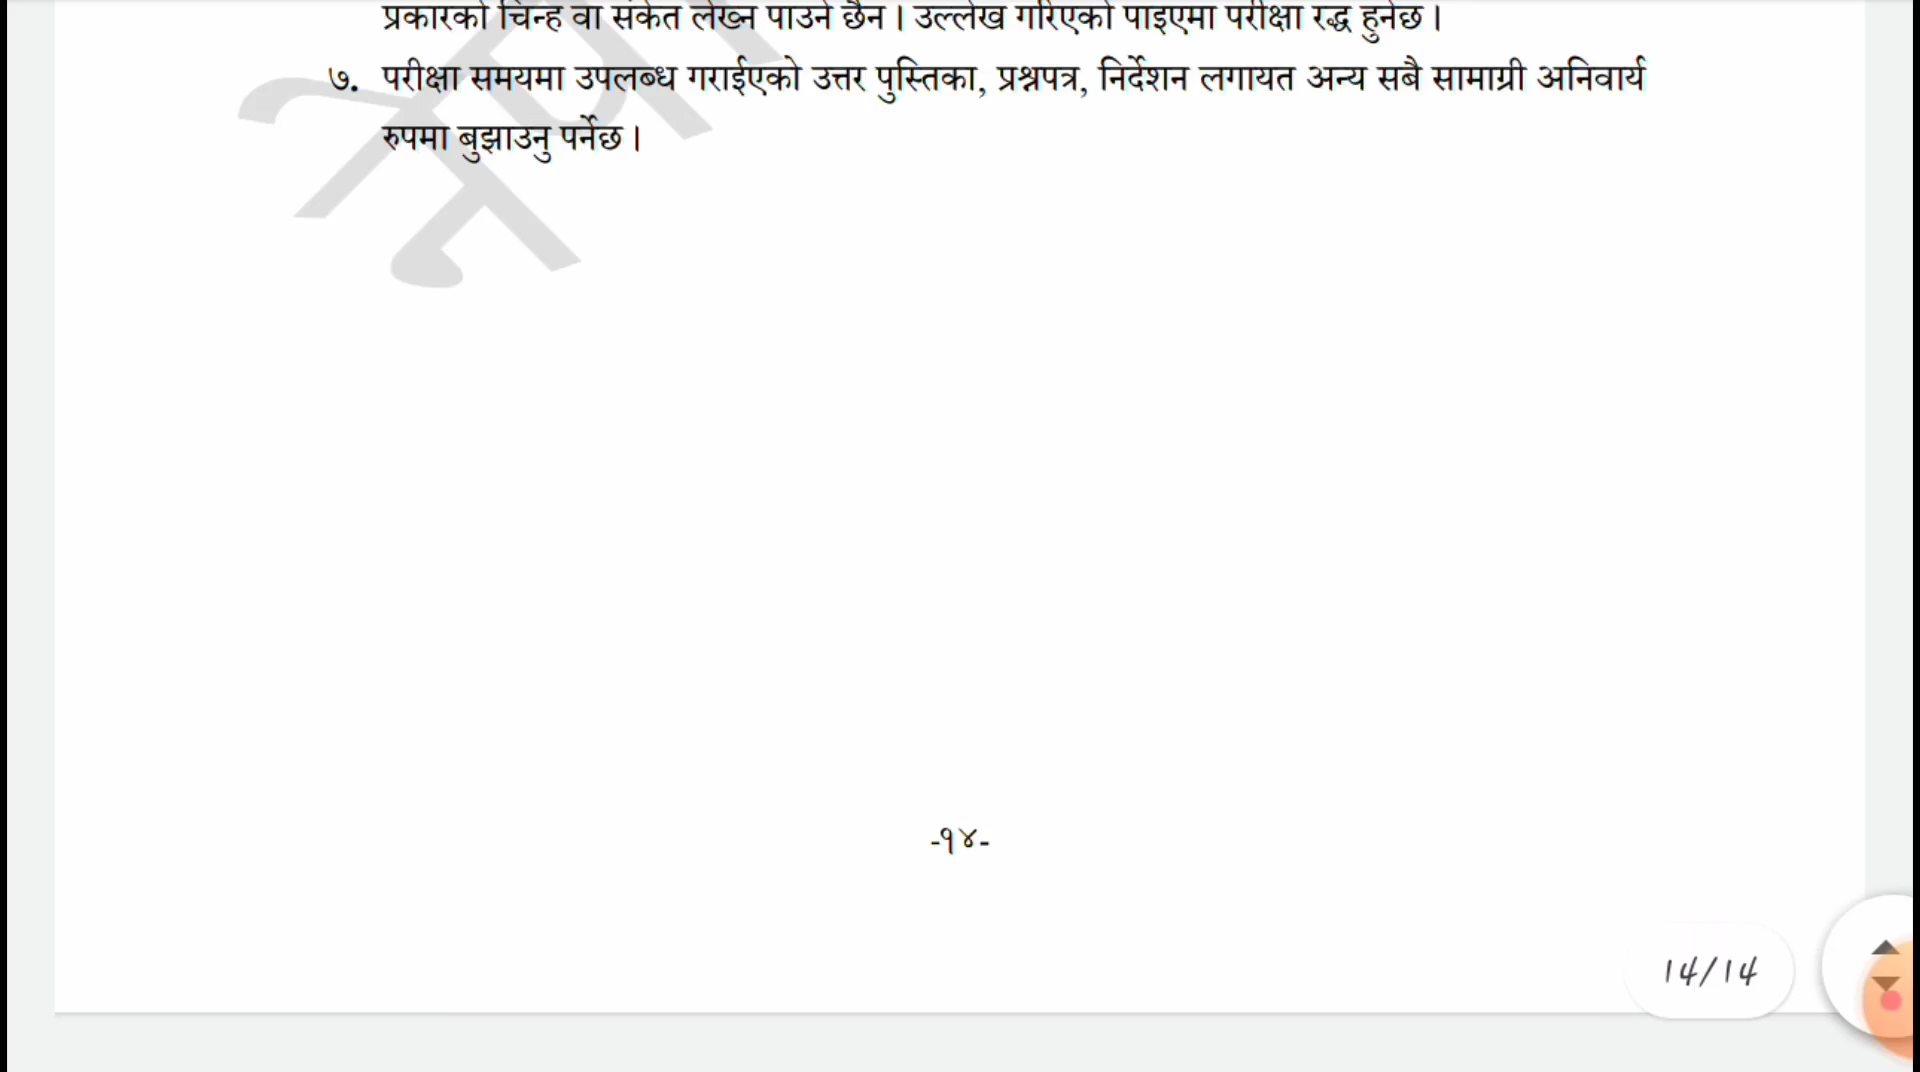 प्रकारको चिन्ह वा संकेत लेख्न पाउने छैन । उल्लेख गरिएको पाइएमा परीक्षा रद्ध हुनेछ ।
७. परीक्षा समयमा उपलब्ध गराईएको उत्तर पुस्तिका, प्रश्नपत्र, निर्देशन लगायत अन्य सबै सामाग्री अनिवार्य
रुपमा बुझाउनु पर्नेछ ।
-१४-
14/14